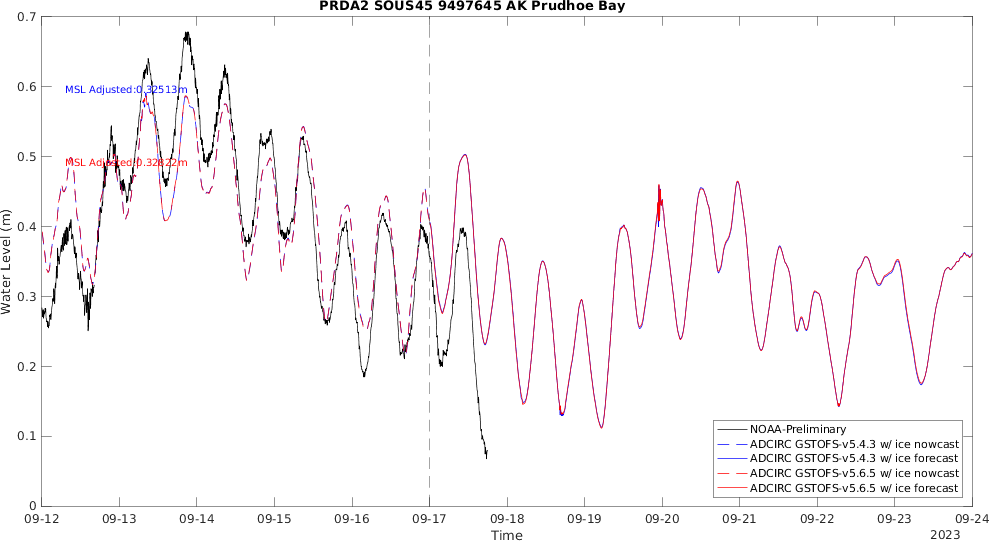 PRDA2 SOUS45 9497645 AK Prudhoe Bay
0.7
0.6
0.5
0.4
0.3
0.2
0.1
0
Water Level (m)
MSL Adjusted:0.32513m
MSL Adjusted:0.32822m
NOAA-Preliminary
ADCIRC GSTOFS-v5.4.3 w/ ice nowcast
ADCIRC GSTOFS-v5.4.3 w/ ice forecast
ADCIRC GSTOFS-v5.6.5 w/ ice nowcast
ADCIRC GSTOFS-v5.6.5 w/ ice forecast
09-12 09-13 09-14 09-15 09-16 09-17 09-18 09-19 09-20 09-21 09-22 09-23 09-24
Time
2023